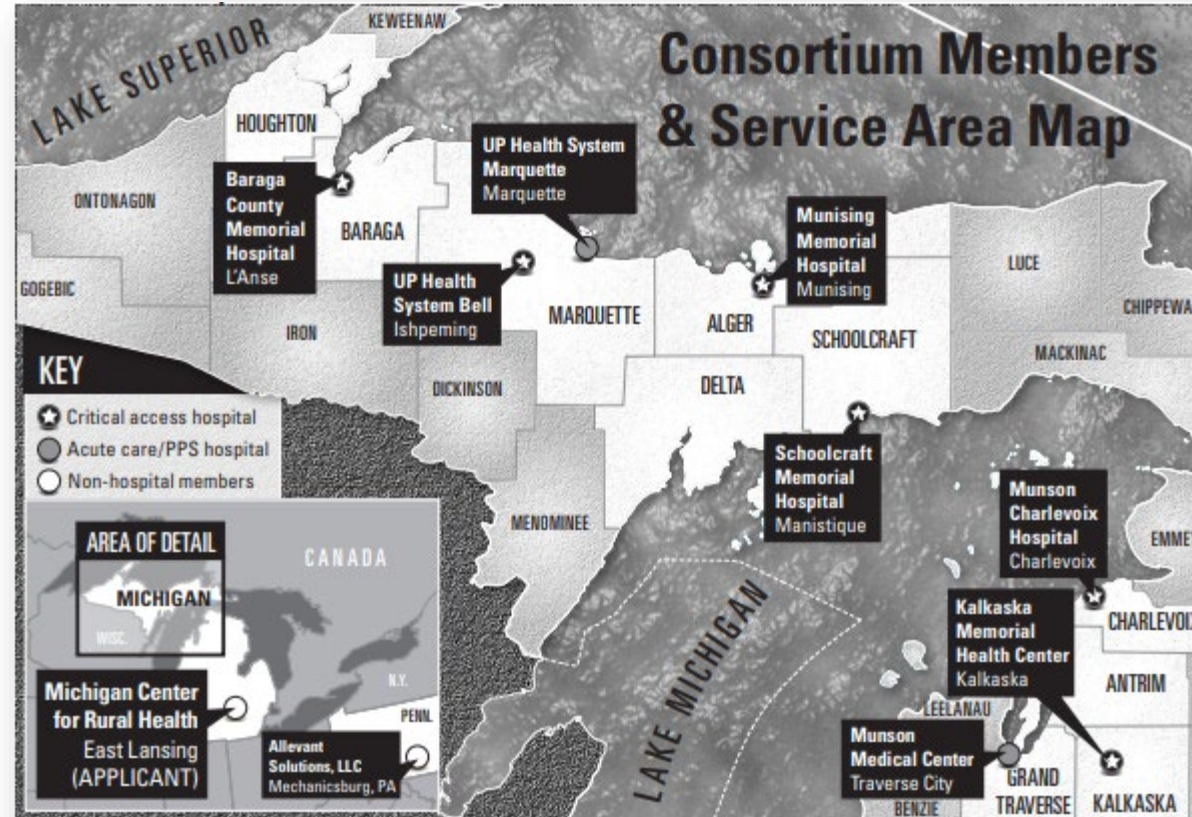 Consortium Members
& Service Area Map
LAKE SUPERIOR
KEWEENAW
HOUGHTON
ONTONAGON
GOGEBIC
BARAGA
IRON
DICKINSON
MENOMINEE
MARQUETTE
ALGER
DELTA
SCHOOLCRAFT
LUCE
CHIPPEWA
MACKINAC
Baraga
County
Memorial
Hospital
L'Anse
UP Health System
Marquette
Marquette
UP Health
System Bell
Ishpeming
Munising
Memorial
Hospital
Munising
Schoolcraft
Memorial
Hospital
Manistique
Munson
Charlevoix
Hospital
Charlevoix
EMMET
CHARLEVOIX
Kalkaska
Memorial
Health Center
Kalkaska
ANTRIM
LEELANAU
Munson
Medical Center
Traverse City
GRAND
TRAVERSE
KALKASKA
BENZIE
LAKE MICHIGAN
KEY
Critical access hospital
Acute care/PPS hospital
Non-hospital members
AREA OF DETAIL
CANADA
MICHIGAN
WISC.
N.Y.
PENN.
Michigan Center
for Rural Health
East Lansing
(APPLICANT)
Allevant
Solutions, LLC
Mechanicsburg, PA